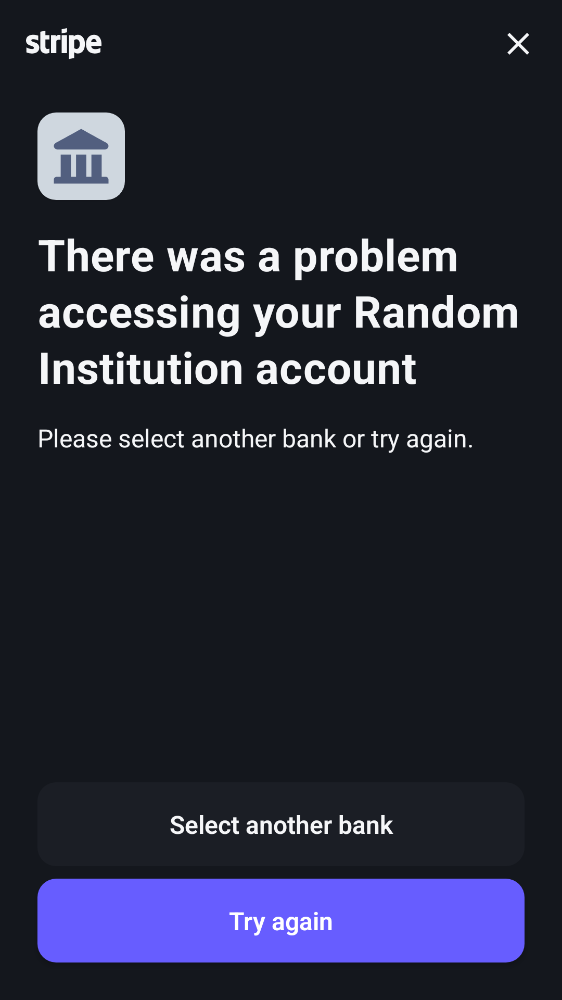 stripe
There was a problem
accessing your Random
Institution account
Please select another bank or try again.
Select another bank
Try again